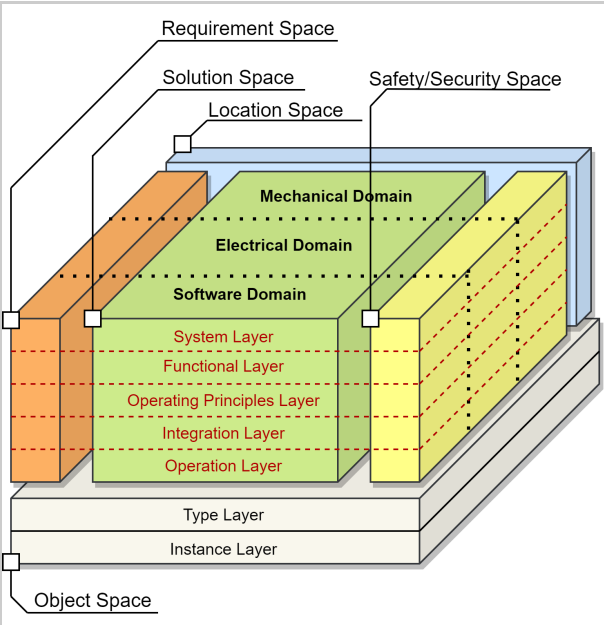 Requirement Space
Solution Space
Safety/Security Space
Location Space
Mechanical Domain
Electrical Domain
Software Domain
System Layer
Functional Layer
Operating Principles Layer
Integration Layer
Operation Layer
Type Layer
Instance Layer
Object Space